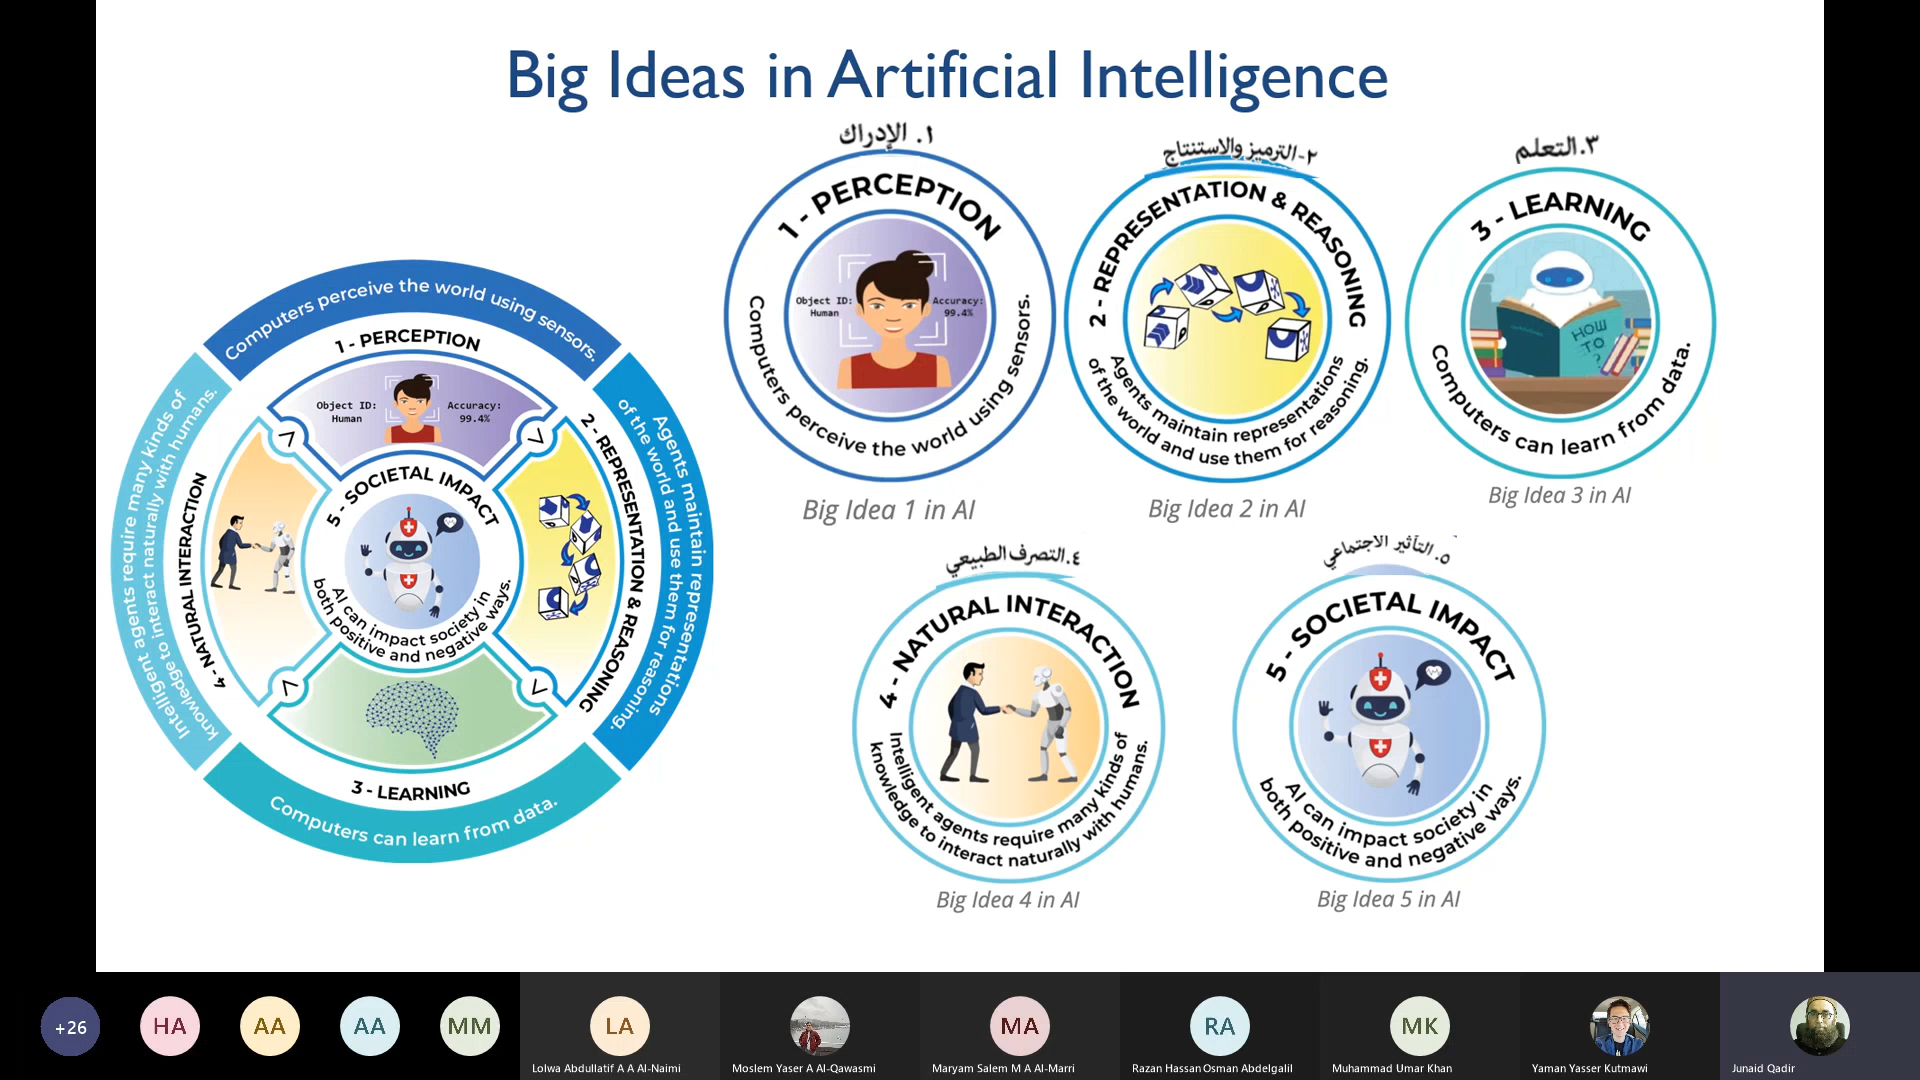 Big Ideas in Artificial Intelligence
Computers perceive the world using sensors.
1 - PERCEPTION
Object ID:
Human
Accuracy:
99.4%
Agents maintain representations
of the world and use them for reasoning.
2 - REPRESENTATION & REASONING
Computers can learn from data.
3 - LEARNING
Intelligent agents require many kinds of
knowledge to interact naturally with humans.
4 - NATURAL INTERACTION
5 - SOCIETAL IMPACT
AI can impact society in
both positive and negative ways.
١. الإدراك
1 - PERCEPTION
Object ID:
Human
Accuracy:
99.4%
Computers perceive the world using sensors.
Big Idea 1 in AI
٢-الترميز والاستنتاج
2 - REPRESENTATION & REASONING
Agents maintain representations
of the world and use them for reasoning.
Big Idea 2 in AI
٣.التعلم
3 - LEARNING
HOW
TO
?
Computers can learn from data.
Big Idea 3 in AI
٤.التصرف الطبيعي
4 - NATURAL INTERACTION
Intelligent agents require many kinds of
knowledge to interact naturally with humans.
Big Idea 4 in AI
٥. التأثير الاجتماعي
5 - SOCIETAL IMPACT
AI can impact society in
both positive and negative ways.
Big Idea 5 in AI
+26
HA
AA
AA
MM
LA
Lolwa Abdullatif A A Al-Naimi
Moslem Yaser A Al-Qawasmi
MA
Maryam Salem M A Al-Marri
RA
Razan Hassan Osman Abdelgalil
MK
Muhammad Umar Khan
Yaman Yasser Kutmawi
Junaid Qadir